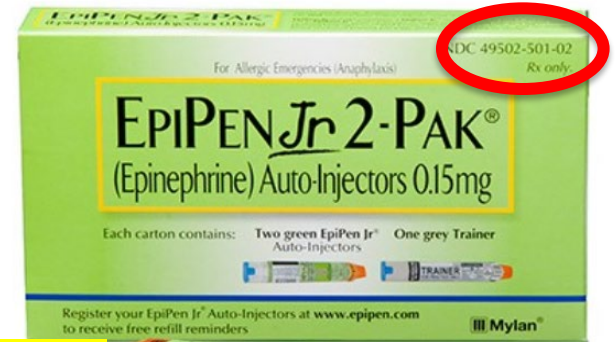 EPIPEN Jr 2-PAK®
NDC 49502-501-02
For Allergic Emergencies (Anaphylaxis)
Rx only.
EPIPEN Jr 2-PAK®
(Epinephrine) Auto-Injectors 0.15mg
Each carton contains: Two green EpiPen Jr® Auto-Injectors
One grey Trainer
TRAINER
Register your EpiPen Jr® Auto-Injectors at www.epipen.com
to receive free refill reminders
Mylan®